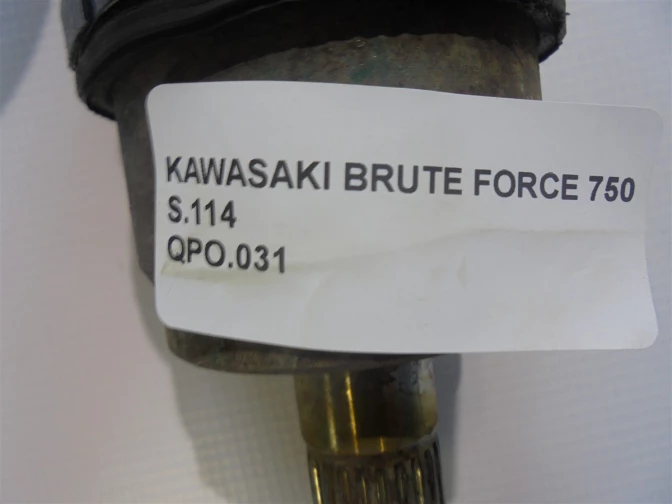 KAWASAKI BRUTE FORCE 750
S.114
QPO.031